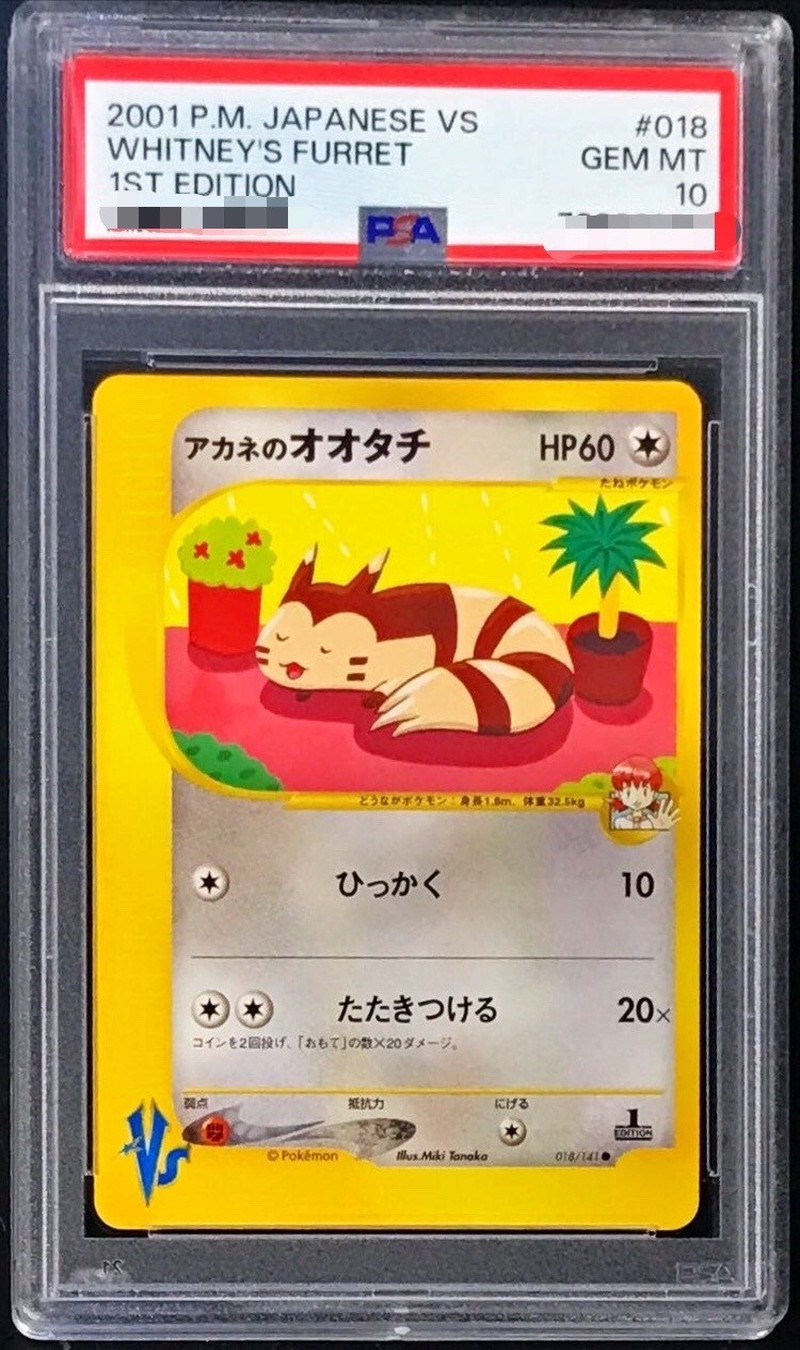 2001 P.M. JAPANESE VS #018
WHITNEY'S FURRET GEM MT
1ST EDITION 10
PSA
アカネのオオタチ HP60
たねポケモン
どうながポケモン:身長1.8m、体重32.5kg
ひっかく 10
たたきつける 20×
コインを2回投げ、「おもて」の数×20ダメージ。
弱点 抵抗力 にげる
1
EDITION
VS
© Pokémon Illus.Miki Tanaka 018/141●
PSA